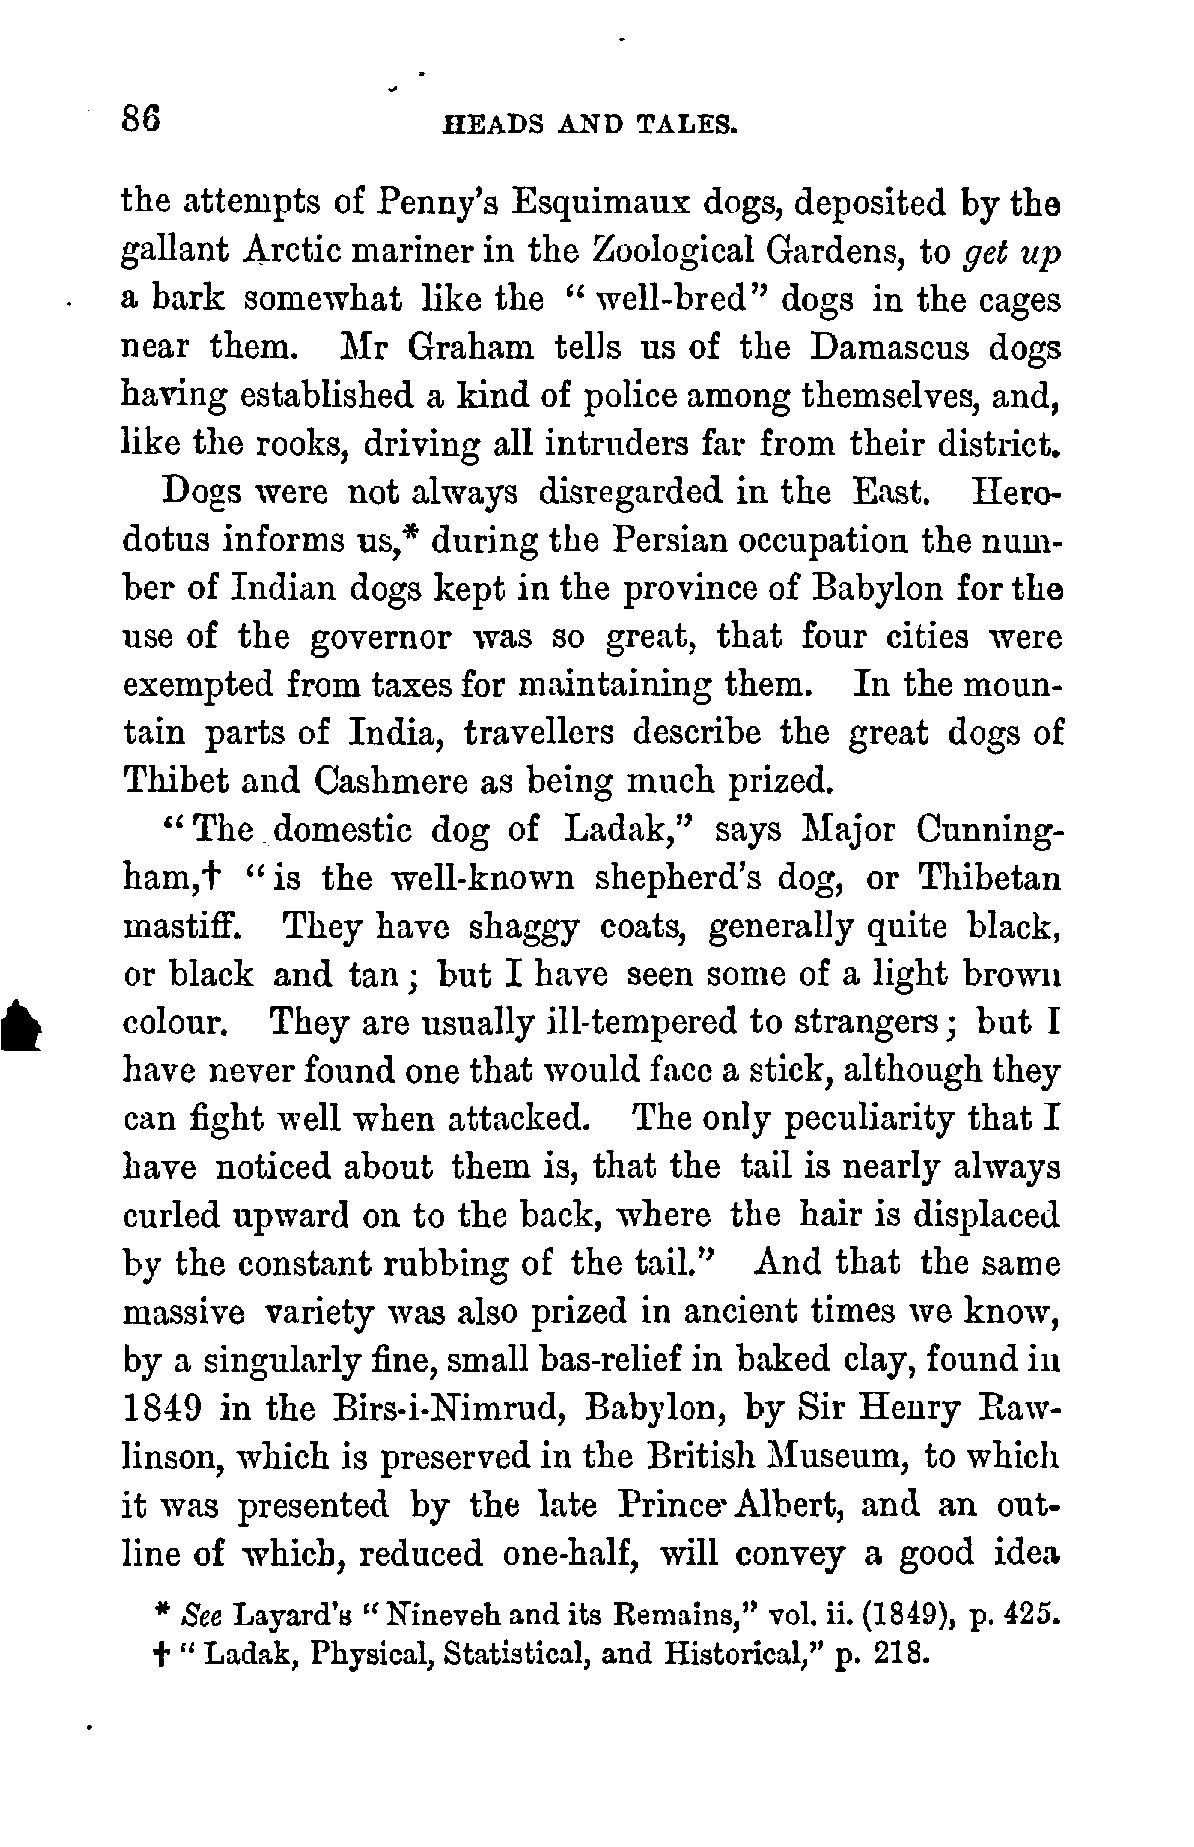 86 HEADS AND TALES.
the attempts of Penny's Esquimaux dogs, deposited by the
gallant Arctic mariner in the Zoological Gardens, to get up
a bark somewhat like the “ well-bred” dogs in the cages
near them. Mr Graham tells us of the Damascus dogs
having established a kind of police among themselves, and,
like the rooks, driving all intruders far from their district.
Dogs were not always disregarded in the East. Hero-
dotus informs us,* during the Persian occupation the num-
ber of Indian dogs kept in the province of Babylon for the
use of the governor was so great, that four cities were
exempted from taxes for maintaining them. In the moun-
tain parts of India, travellers describe the great dogs of
Thibet and Cashmere as being much prized.
“ The domestic dog of Ladak,” says Major Cunning-
ham,† “ is the well-known shepherd's dog, or Thibetan
mastiff. They have shaggy coats, generally quite black,
or black and tan ; but I have seen some of a light brown
colour. They are usually ill-tempered to strangers ; but I
have never found one that would face a stick, although they
can fight well when attacked. The only peculiarity that I
have noticed about them is, that the tail is nearly always
curled upward on to the back, where the hair is displaced
by the constant rubbing of the tail.” And that the same
massive variety was also prized in ancient times we know,
by a singularly fine, small bas-relief in baked clay, found in
1849 in the Birs-i-Nimrud, Babylon, by Sir Henry Raw-
linson, which is preserved in the British Museum, to which
it was presented by the late Prince Albert, and an out-
line of which, reduced one-half, will convey a good idea
* See Layard's “ Nineveh and its Remains,” vol. ii. (1849), p. 425.
† “ Ladak, Physical, Statistical, and Historical,” p. 218.